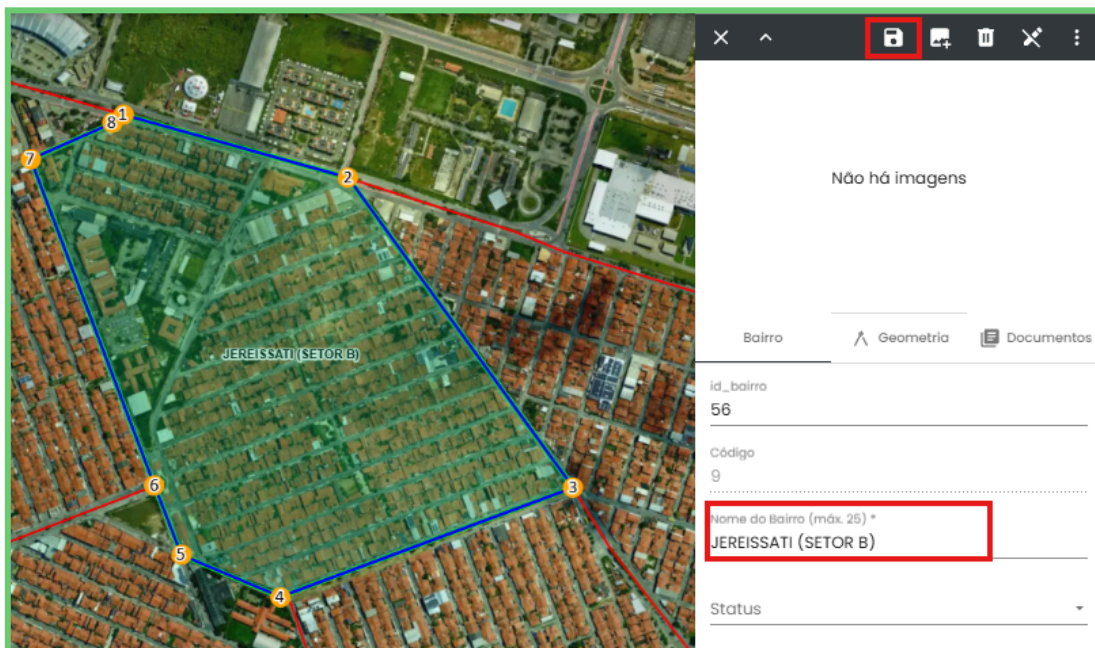 1
8
7
2
JEREISSATI (SETOR B)
3
6
5
4
Não há imagens
Bairro
Geometria
Documentos
id_bairro
56
Código
9
Nome do Bairro (máx. 25) *
JEREISSATI (SETOR B)
Status